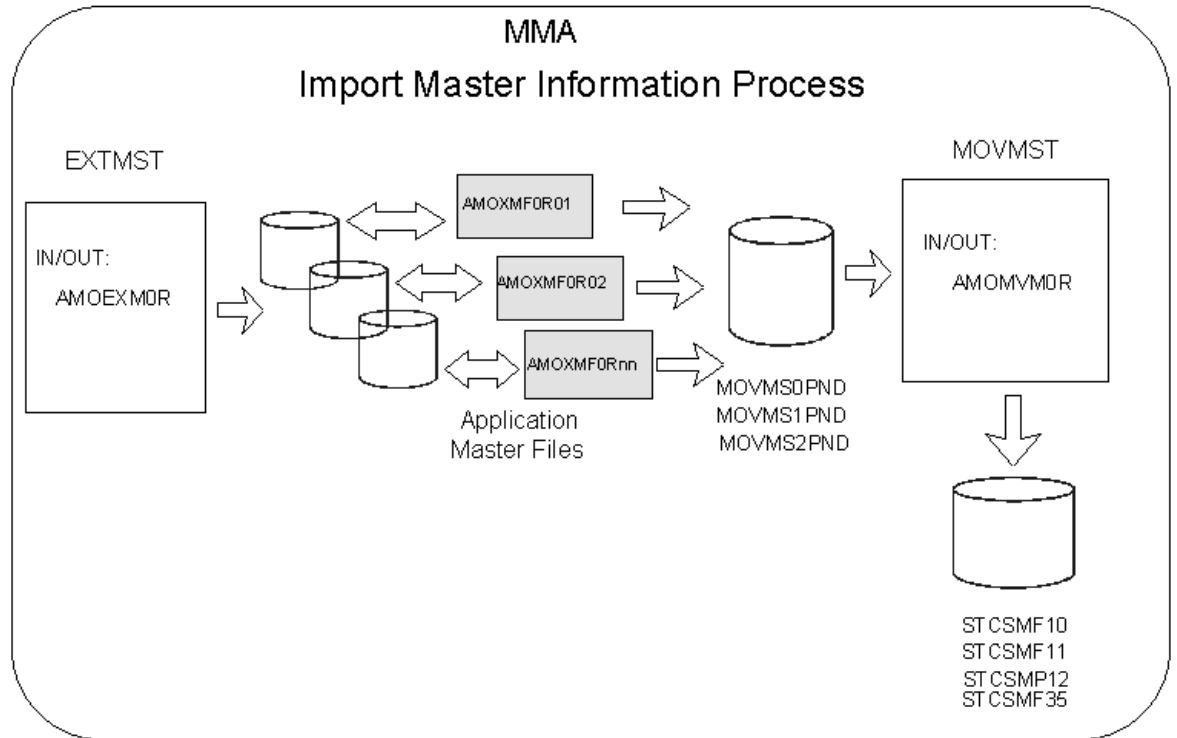 MMA
Import Master Information Process
EXTMST
IN/OUT:
AMOEXM0R
AMOXMF0R01
AMOXMF0R02
AMOXMF0Rnn
Application
Master Files
MOVMS0PND
MOVMS1PND
MOVMS2PND
MOVMST
IN/OUT:
AMOMVM0R
STCSMF10
STCSMF11
STCSMP12
STCSMF35